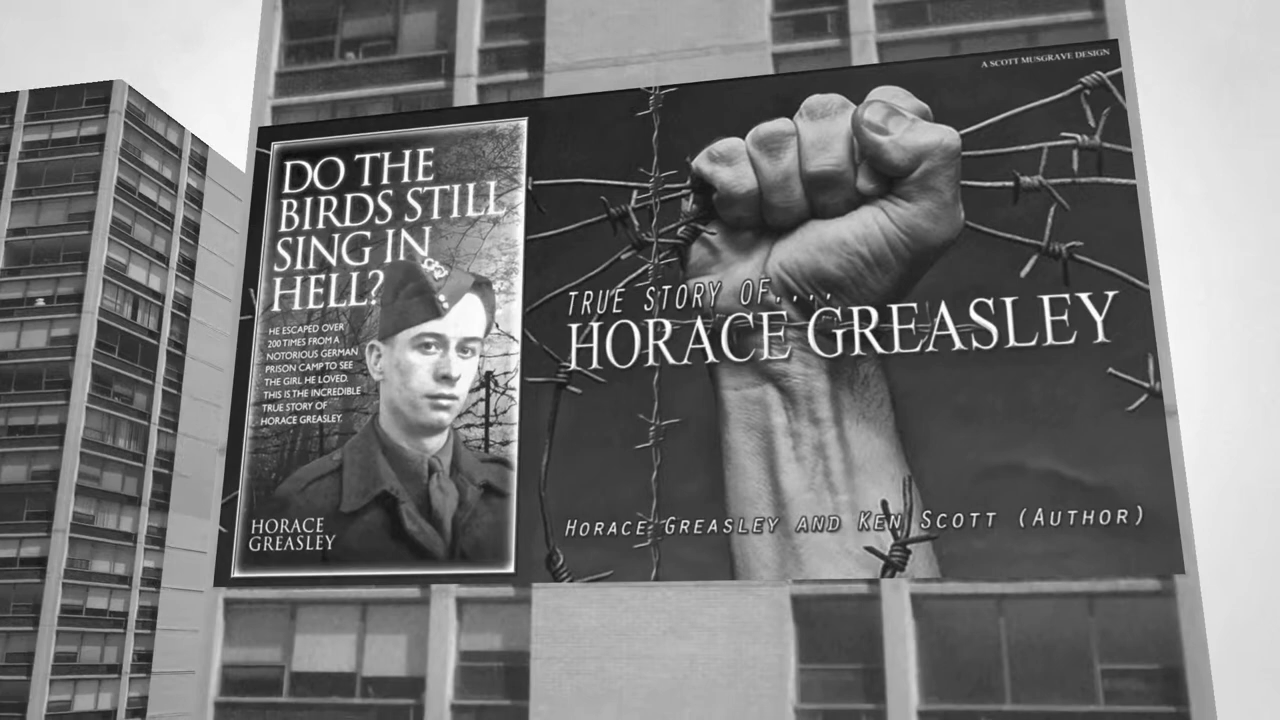 A SCOTT MUSGRAVE DESIGN
DO THE
BIRDS STILL
SING IN
HELL?
HE ESCAPED OVER
200 TIMES FROM A
NOTORIOUS GERMAN
PRISON CAMP TO SEE
THE GIRL HE LOVED.
THIS IS THE INCREDIBLE
TRUE STORY OF
HORACE GREASLEY.
HORACE
GREASLEY
TRUE STORY OF....
HORACE GREASLEY
HORACE GREASLEY AND KEN SCOTT (AUTHOR)